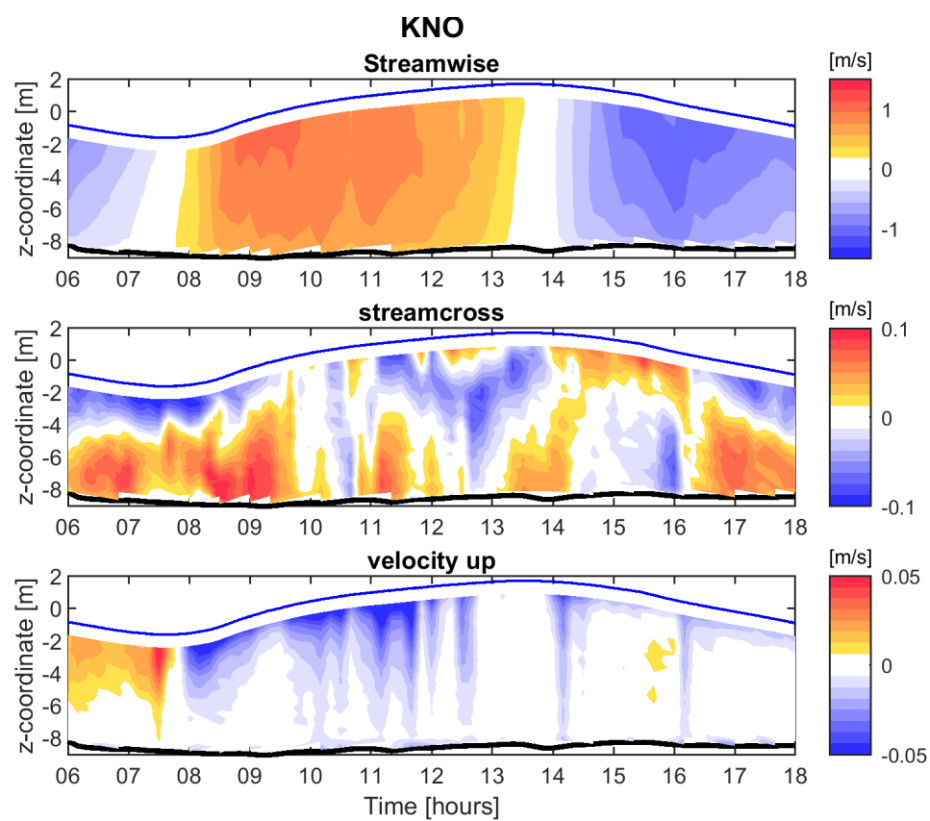 KNO
Streamwise
[m/s]
z-coordinate [m]
2
0
-2
-4
-6
-8
1
0
-1
06 07 08 09 10 11 12 13 14 15 16 17 18
streamcross
[m/s]
z-coordinate [m]
2
0
-2
-4
-6
-8
0.1
0
-0.1
06 07 08 09 10 11 12 13 14 15 16 17 18
velocity up
[m/s]
z-coordinate [m]
2
0
-2
-4
-6
-8
0.05
0
-0.05
06 07 08 09 10 11 12 13 14 15 16 17 18
Time [hours]